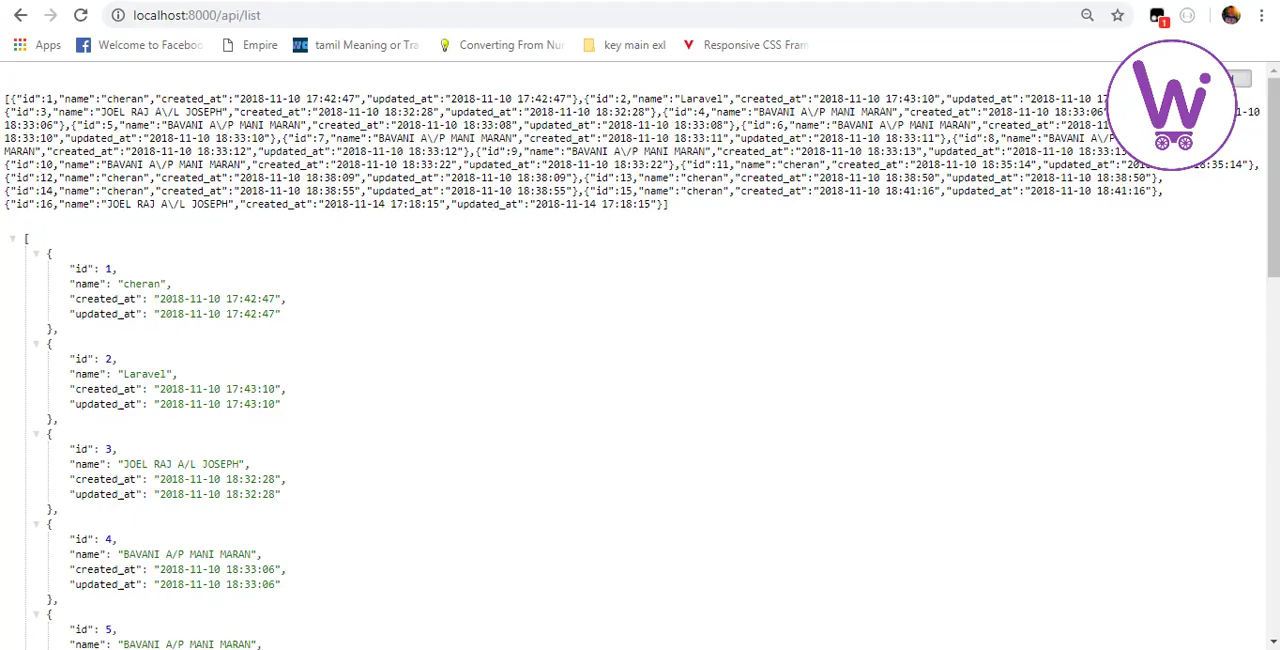 localhost:8000/api/list
1
Apps Welcome to Faceboo Empire tamil Meaning or Tra Converting From Nur key main exl Responsive CSS Fram
[{"id":1,"name":"cheran","created_at":"2018-11-10 17:42:47","updated_at":"2018-11-10 17:42:47"},{"id":2,"name":"Laravel","created_at":"2018-11-10 17:43:10","updated_at":"2018-11-10
{"id":3,"name":"JOEL RAJ A\/L JOSEPH","created_at":"2018-11-10 18:32:28","updated_at":"2018-11-10 18:32:28"},{"id":4,"name":"BAVANI A\/P MANI MARAN","created_at":"2018-11-10 18:33:06"
18:33:06"},{"id":5,"name":"BAVANI A\/P MANI MARAN","created_at":"2018-11-10 18:33:08","updated_at":"2018-11-10 18:33:08"},{"id":6,"name":"BAVANI A\/P MANI MARAN","created_at":"2018-11-10
18:33:10","updated_at":"2018-11-10 18:33:10"},{"id":7,"name":"BAVANI A\/P MANI MARAN","created_at":"2018-11-10 18:33:11","updated_at":"2018-11-10 18:33:11"},{"id":8,"name":"BAVANI A\/P
MARAN","created_at":"2018-11-10 18:33:12","updated_at":"2018-11-10 18:33:12"},{"id":9,"name":"BAVANI A\/P MANI MARAN","created_at":"2018-11-10 18:33:13","updated_at":"2018-11-10
{"id":10,"name":"BAVANI A\/P MANI MARAN","created_at":"2018-11-10 18:33:22","updated_at":"2018-11-10 18:33:22"},{"id":11,"name":"cheran","created_at":"2018-11-10 18:35:14","updated_at":"2018-11-10 18:35:14"},
{"id":12,"name":"cheran","created_at":"2018-11-10 18:38:09","updated_at":"2018-11-10 18:38:09"},{"id":13,"name":"cheran","created_at":"2018-11-10 18:38:50","updated_at":"2018-11-10 18:38:50"},
{"id":14,"name":"cheran","created_at":"2018-11-10 18:38:55","updated_at":"2018-11-10 18:38:55"},{"id":15,"name":"cheran","created_at":"2018-11-10 18:41:16","updated_at":"2018-11-10 18:41:16"},
{"id":16,"name":"JOEL RAJ A\/L JOSEPH","created_at":"2018-11-14 17:18:15","updated_at":"2018-11-14 17:18:15"}]
[
{
"id": 1,
"name": "cheran",
"created_at": "2018-11-10 17:42:47",
"updated_at": "2018-11-10 17:42:47"
},
{
"id": 2,
"name": "Laravel",
"created_at": "2018-11-10 17:43:10",
"updated_at": "2018-11-10 17:43:10"
},
{
"id": 3,
"name": "JOEL RAJ A/L JOSEPH",
"created_at": "2018-11-10 18:32:28",
"updated_at": "2018-11-10 18:32:28"
},
{
"id": 4,
"name": "BAVANI A/P MANI MARAN",
"created_at": "2018-11-10 18:33:06",
"updated_at": "2018-11-10 18:33:06"
},
{
"id": 5,
"name": "BAVANI A/P MANI MARAN",